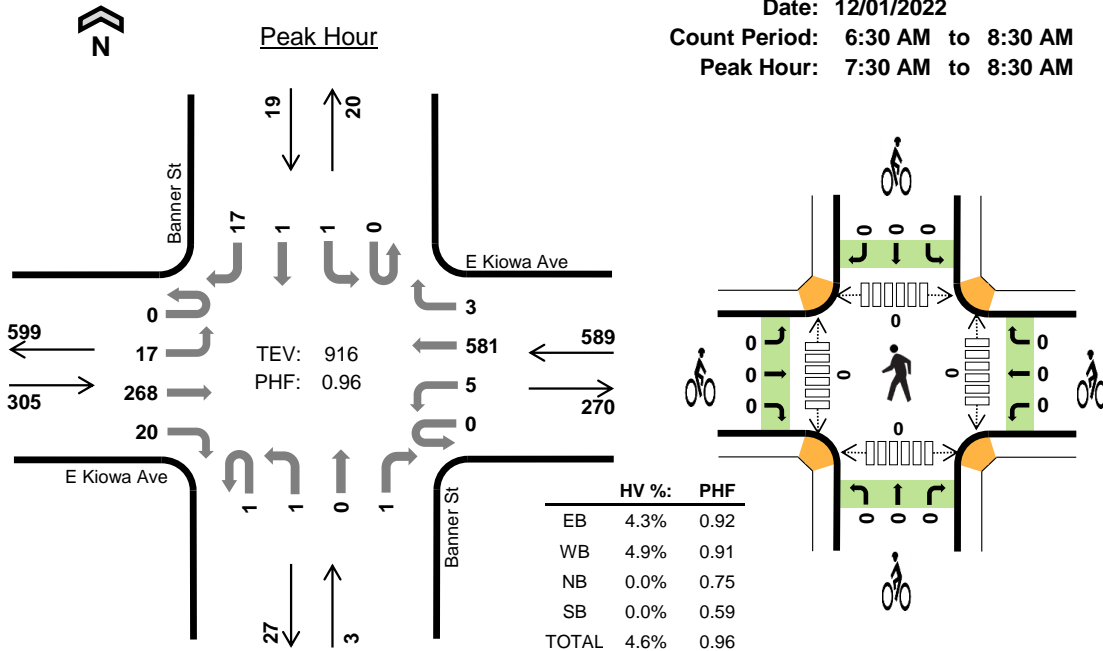 Date: 12/01/2022
Count Period: 6:30 AM to 8:30 AM
Peak Hour: 7:30 AM to 8:30 AM
N
Peak Hour
19 20
Banner St
17 1 1 0
E Kiowa Ave
0
17
268
20
599
305
TEV: 916
PHF: 0.96
3
581
5
0
589
270
E Kiowa Ave
1 1 0 1
Banner St
27 3
0 0 0
0
0
0
0
0
0
0
0
0
0
0
0 0 0
HV %: PHF
EB 4.3% 0.92
WB 4.9% 0.91
NB 0.0% 0.75
SB 0.0% 0.59
TOTAL 4.6% 0.96